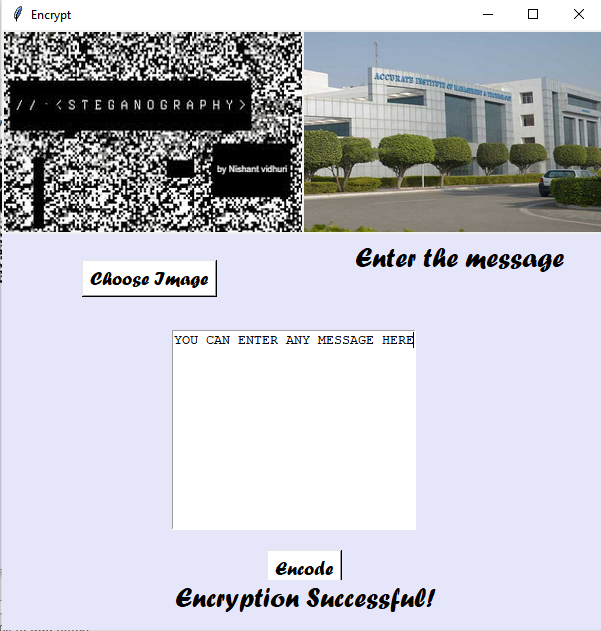 Encrypt
// - <STEGANOGRAPHY>
by Nishant vidhuri
ACCURATE INSTITUTE OF MANAGEMENT & TECHNOLOGY
Enter the message
Choose Image
YOU CAN ENTER ANY MESSAGE HERE
Encode
Encryption Successful!